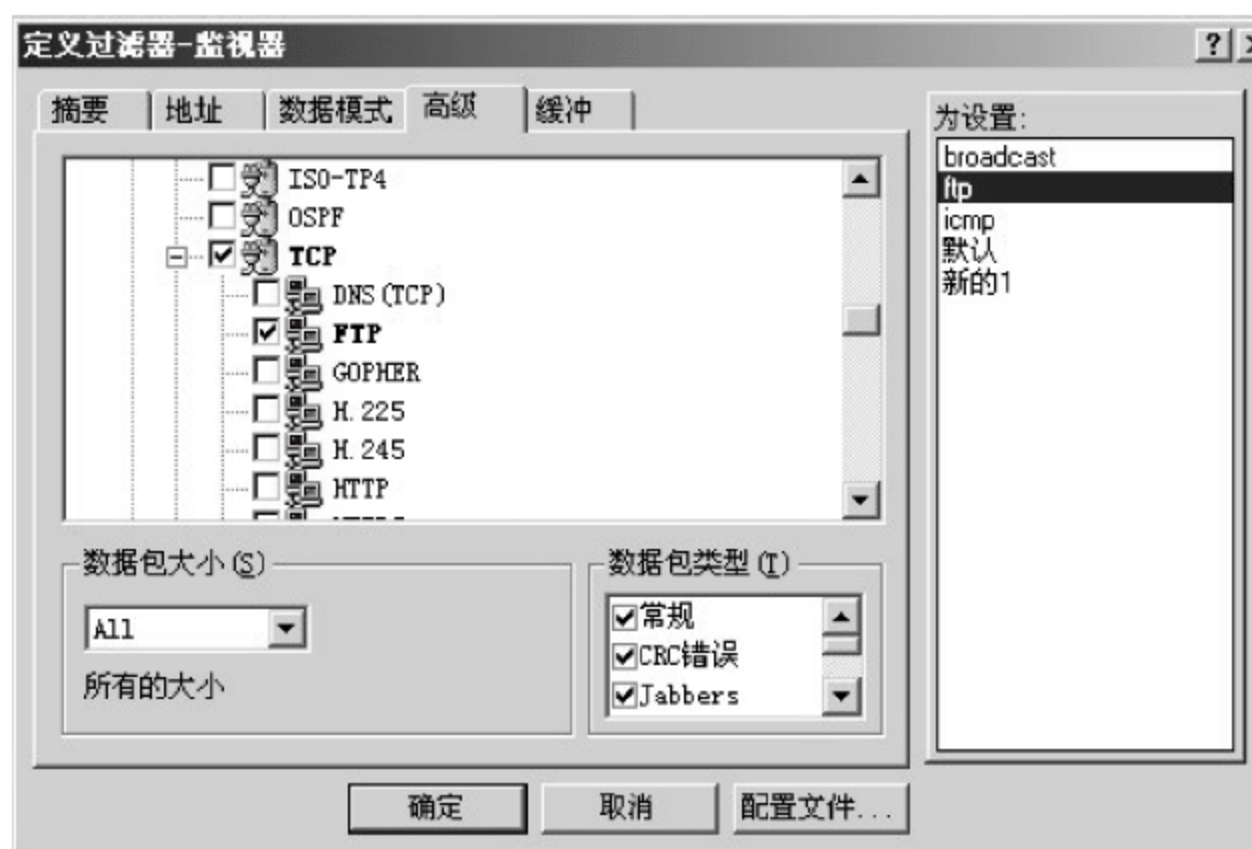 定义过滤器-监视器
摘要 地址 数据模式 高级 缓冲
ISO-TP4
OSPF
TCP
DNS(TCP)
FTP
GOPHER
H.225
H.245
HTTP
数据包大小(S)
All
所有的大小
数据包类型(T)
常规
CRC错误
Jabbers
为设置:
broadcast
ftp
icmp
默认
新的1
确定 取消 配置文件...